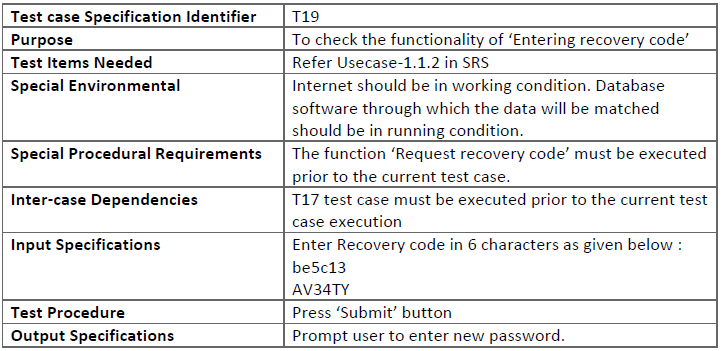 Test case Specification Identifier T19
Purpose To check the functionality of ‘Entering recovery code’
Test Items Needed Refer Usecase-1.1.2 in SRS
Special Environmental Internet should be in working condition. Database
software through which the data will be matched
should be in running condition.
Special Procedural Requirements The function ‘Request recovery code’ must be executed
prior to the current test case.
Inter-case Dependencies T17 test case must be executed prior to the current test
case execution
Input Specifications Enter Recovery code in 6 characters as given below :
be5c13
AV34TY
Test Procedure Press ‘Submit’ button
Output Specifications Prompt user to enter new password.